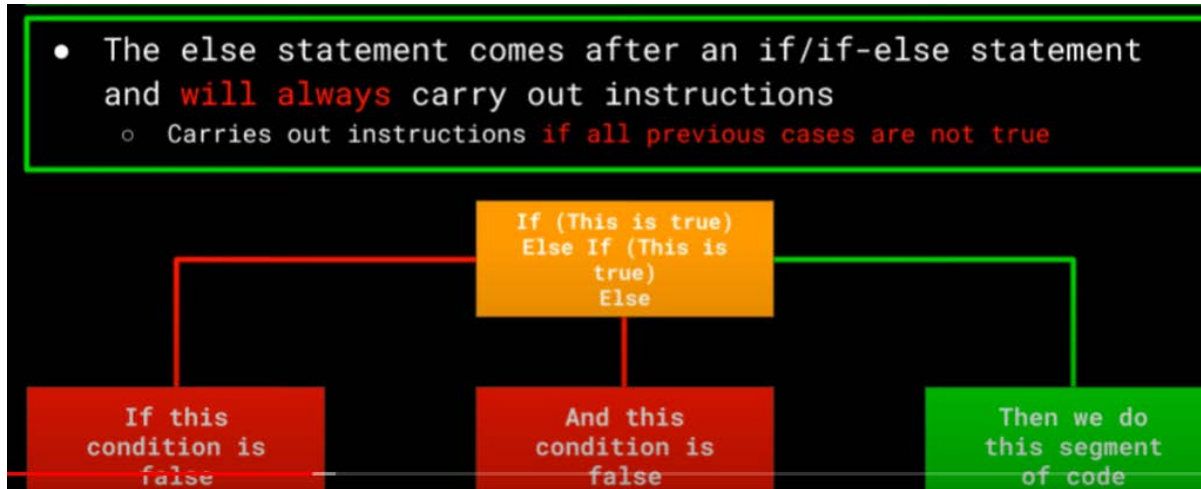 ● The else statement comes after an if/if-else statement
and will always carry out instructions
○ Carries out instructions if all previous cases are not true
If (This is true)
Else If (This is
true)
Else
If this
condition is
false
And this
condition is
false
Then we do
this segment
of code